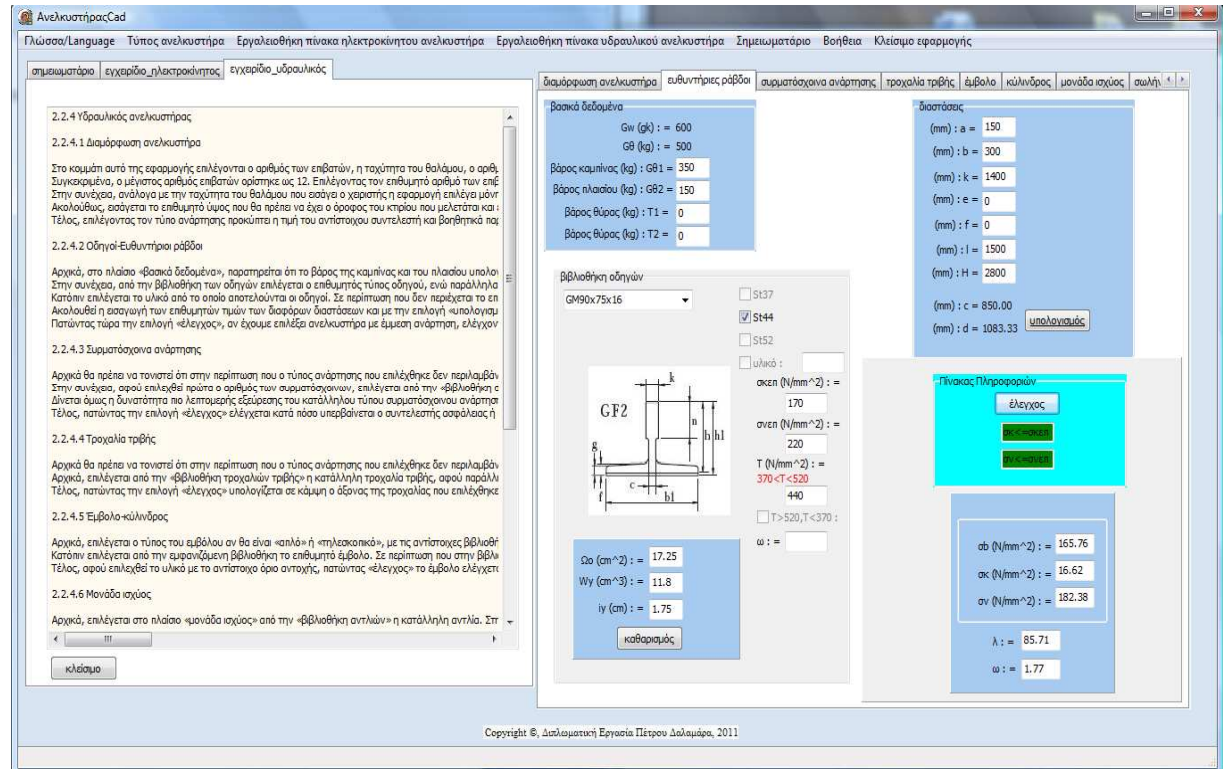 ΑνελκυστήραςCad
Γλώσσα/Language Τύπος ανελκυστήρα Εργαλειοθήκη πίνακα ηλεκτροκίνητου ανελκυστήρα Εργαλειοθήκη πίνακα υδραυλικού ανελκυστήρα Σημειωματάριο Βοήθεια Κλείσιμο εφαρμογής
σημειωματάριο εγχειρίδιο_ηλεκτροκίνητος εγχειρίδιο_υδραυλικός
2.2.4 Υδραυλικός ανελκυστήρας
2.2.4.1 Διαμόρφωση ανελκυστήρα
Στο κομμάτι αυτό της εφαρμογής επιλέγονται ο αριθμός των επιβατών, η ταχύτητα του θαλάμου, ο αριθμ
Συγκεκριμένα, ο μέγιστος αριθμός επιβατών ορίστηκε ως 12. Επιλέγοντας τον επιθυμητό αριθμό των επιβ
Στην συνέχεια, ανάλογα με την ταχύτητα του θαλάμου που εισάγει ο χειριστής η εφαρμογή επιλέγει μόντ
Ακολούθως, εισάγεται το επιθυμητό ύψος που θα πρέπει να έχει ο όροφος του κτιρίου που μελετάται και
Τέλος, επιλέγοντας τον τύπο ανάρτησης προκύπτει η τιμή του αντίστοιχου συντελεστή και βοηθητικά πα
2.2.4.2 Οδηγοί-Ευθυντήριοι ράβδοι
Αρχικά, στο πλαίσιο «βασικά δεδομένα», παρατηρείται ότι το βάρος της καμπίνας και του πλαισίου υπολο
Στην συνέχεια, από την βιβλιοθήκη των οδηγών επιλέγεται ο επιθυμητός τύπος οδηγού, ενώ παράλληλα
Κατόπιν επιλέγεται το υλικό από το οποίο αποτελούνται οι οδηγοί. Σε περίπτωση που δεν περιέχεται το επ
Ακολουθεί η εισαγωγή των επιθυμητών τιμών των διαφόρων διαστάσεων και με την επιλογή «υπολογισμ
Πατώντας τώρα την επιλογή «έλεγχος», αν έχουμε επιλέξει ανελκυστήρα με έμμεση ανάρτηση, ελέγχον
2.2.4.3 Συρματόσχοινα ανάρτησης
Αρχικά θα πρέπει να τονιστεί ότι στην περίπτωση που ο τύπος ανάρτησης που επιλέχθηκε δεν περιλαμβάν
Στην συνέχεια, αφού επιλεχθεί πρώτα ο αριθμός των συρματόσχοινων, επιλέγεται από την «βιβλιοθήκη σ
Δίνεται όμως η δυνατότητα πιο λεπτομερής εξεύρεσης του κατάλληλου τύπου συρματόσχοινου ανάρτησ
Τέλος, πατώντας την επιλογή «έλεγχος» ελέγχεται κατά πόσο υπερβαίνεται ο συντελεστής ασφάλειας ή
2.2.4.4 Τροχαλία τριβής
Αρχικά θα πρέπει να τονιστεί ότι στην περίπτωση που ο τύπος ανάρτησης που επιλέχθηκε δεν περιλαμβάν
Αρχικά, επιλέγεται από την «βιβλιοθήκη τροχαλιών τριβής» η κατάλληλη τροχαλία τριβής, αφού παράλλ
Τέλος, πατώντας την επιλογή «έλεγχος» υπολογίζεται σε κάμψη ο άξονας της τροχαλίας που επιλέχθηκε
2.2.4.5 Έμβολο-κύλινδρος
Αρχικά, επιλέγεται ο τύπος του εμβόλου αν θα είναι «απλό» ή «τηλεσκοπικό», με τις αντίστοιχες βιβλιοθή
Κατόπιν επιλέγεται από την εμφανιζόμενη βιβλιοθήκη το επιθυμητό έμβολο. Σε περίπτωση που στην βιβλι
Τέλος, αφού επιλεχθεί το υλικό με το αντίστοιχο όριο αντοχής, πατώντας «έλεγχος» το έμβολο ελέγχετα
2.2.4.6 Μονάδα ισχύος
Αρχικά, επιλέγεται στο πλαίσιο «μονάδα ισχύος» από την «βιβλιοθήκη αντλιών» η κατάλληλη αντλία. Στη
κλείσιμο
διαμόρφωση ανελκυστήρα ευθυντήριες ράβδοι συρματόσχοινα ανάρτησης τροχαλία τριβής έμβολο κύλινδρος μονάδα ισχύος σωλήν
βασικά δεδομένα
Gw (gk) : = 600
Gθ (kg) : = 500
βάρος καμπίνας (kg) : Gθ1 = 350
βάρος πλαισίου (kg) : Gθ2 = 150
βάρος θύρας (kg) : T1 = 0
βάρος θύρας (kg) : T2 = 0
διαστάσεις
(mm) : a = 150
(mm) : b = 300
(mm) : k = 1400
(mm) : e = 0
(mm) : f = 0
(mm) : l = 1500
(mm) : H = 2800
(mm) : c = 850.00
(mm) : d = 1083.33
υπολογισμός
βιβλιοθήκη οδηγών
GM90x75x16
St37
St44
St52
υλικό :
σκεπ (N/mm^2) : =
170
σνεπ (N/mm^2) : =
220
T (N/mm^2) : =
370<T<520
440
T>520,T<370 :
ω : =
GF2
k
n
h h1
g
c
f
b1
Ωo (cm^2) : = 17.25
Wy (cm^3) : = 11.8
iy (cm) : = 1.75
καθαρισμός
Πίνακας Πληροφοριών
έλεγχος
σκ<=σκεπ
σν<=σνεπ
σb (N/mm^2) : = 165.76
σκ (N/mm^2) : = 16.62
σν (N/mm^2) : = 182.38
λ : = 85.71
ω : = 1.77
Copyright ©, Διπλωματική Εργασία Πέτρου Δαλαμάρα, 2011